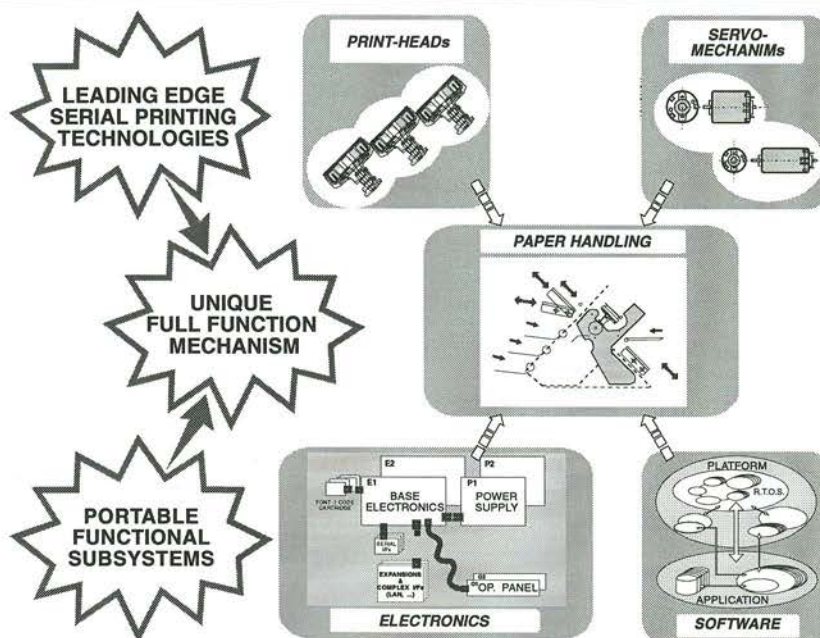 LEADING EDGE
SERIAL PRINTING
TECHNOLOGIES
UNIQUE
FULL FUNCTION
MECHANISM
PORTABLE
FUNCTIONAL
SUBSYSTEMS
PRINT-HEADs
SERVO-
MECHANIMs
PAPER HANDLING
E2
P2
E1
P1
BASE
ELECTRONICS
POWER
SUPPLY
CARTRIDGE
SERIAL
I/Fs
EXPANSIONS
&
COMPLEX I/Fs
(LAN, ...)
OP. PANEL
ELECTRONICS
PLATFORM
R.T.O.S.
APPLICATION
SOFTWARE